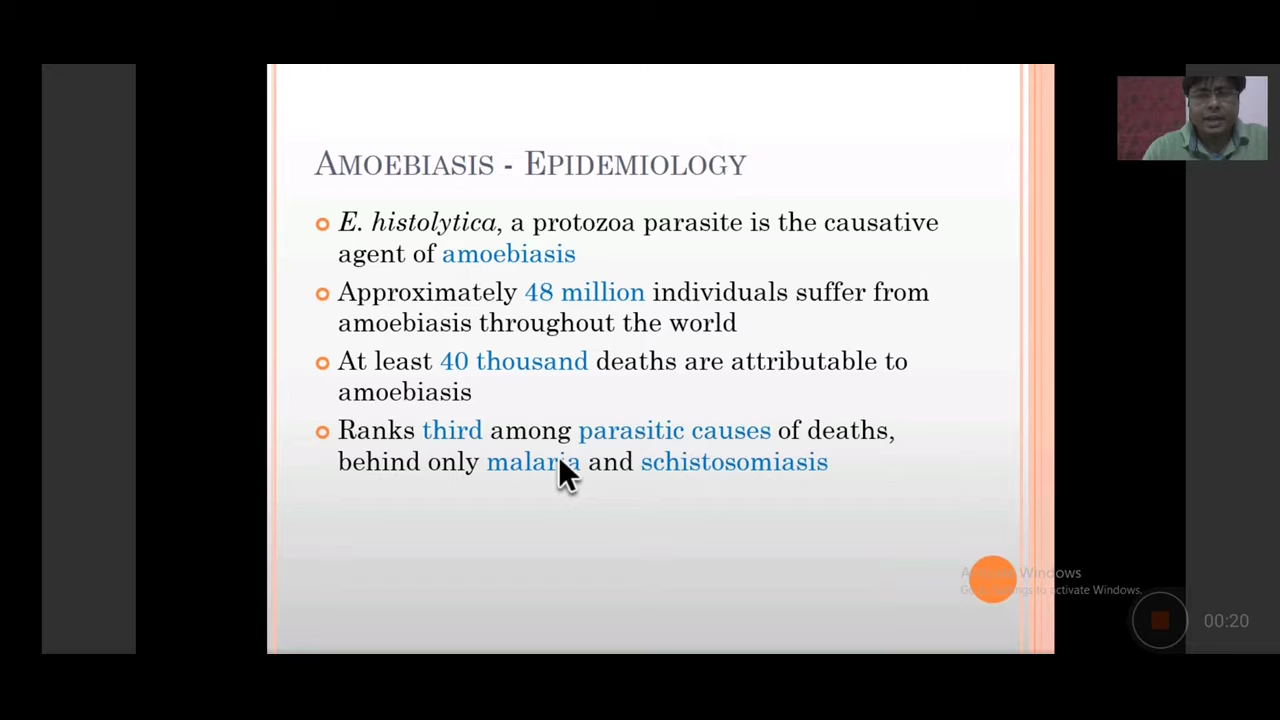 AMOEBIASIS - EPIDEMIOLOGY
E. histolytica, a protozoa parasite is the causative
agent of amoebiasis
Approximately 48 million individuals suffer from
amoebiasis throughout the world
At least 40 thousand deaths are attributable to
amoebiasis
Ranks third among parasitic causes of deaths,
behind only malaria and schistosomiasis
Windows
to activate Windows.
00:20